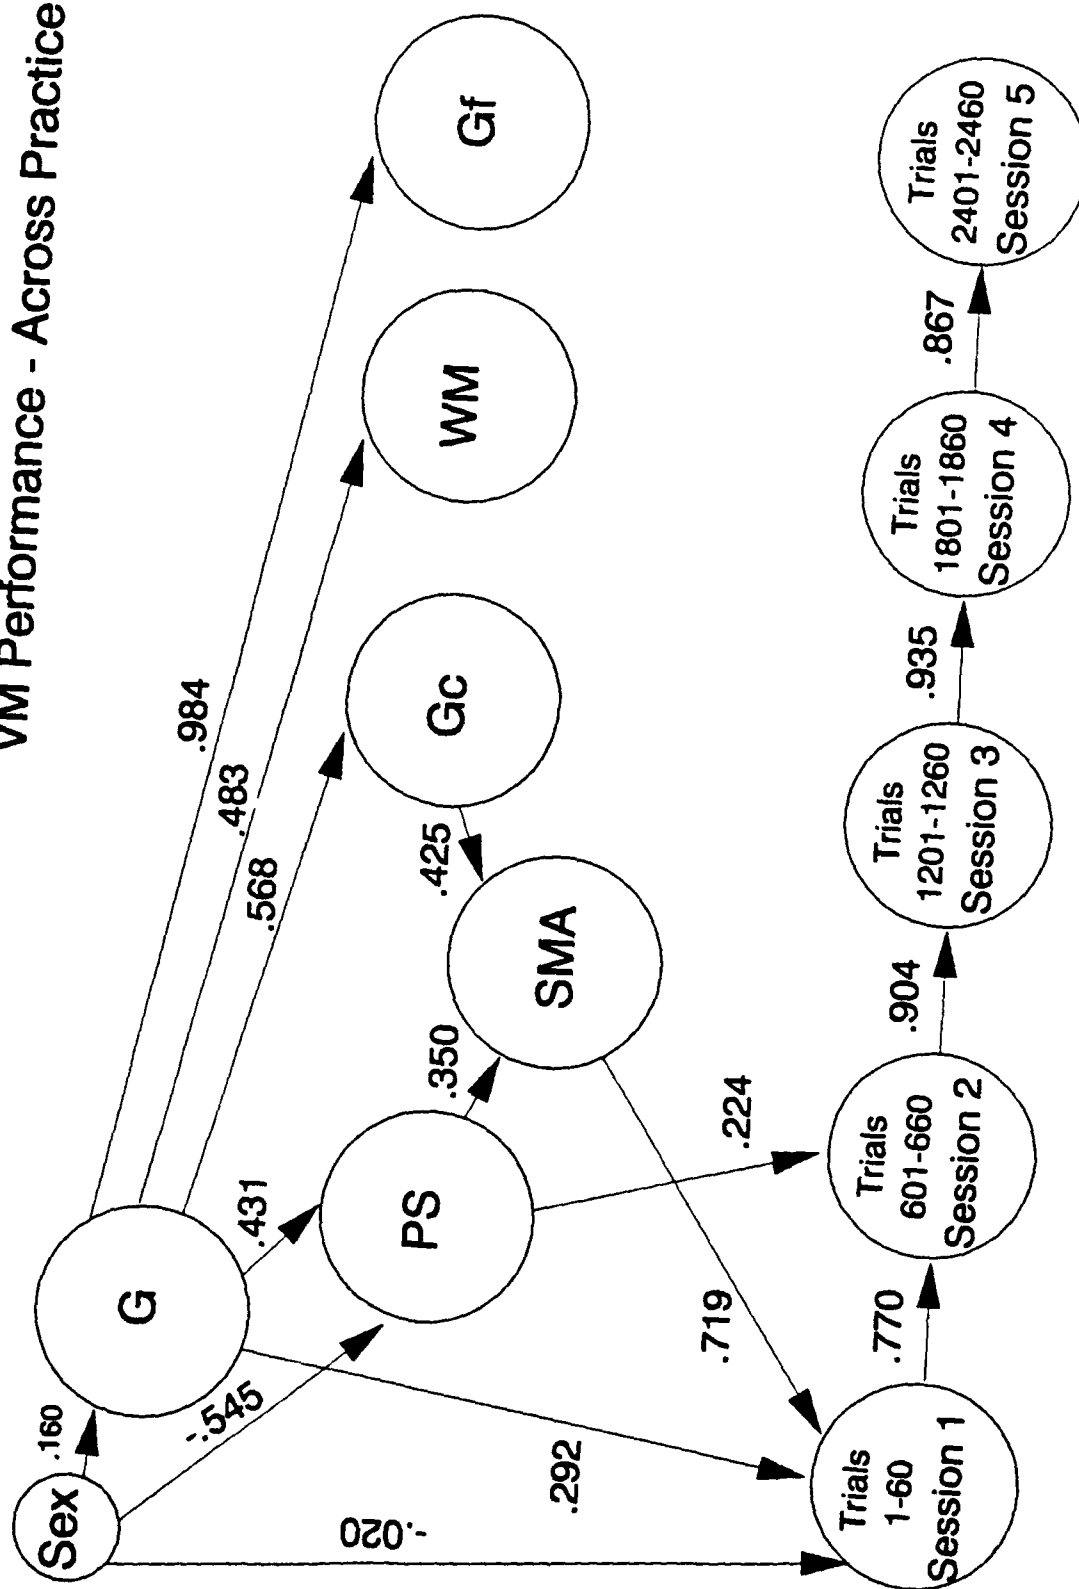 VM Performance - Across Practice
Sex
.160
G
-.545
.431
.568
.483
.984
PS
.350
SMA
.425
Gc
WM
Gf
-.020
.292
.719
.224
Trials
1-60
Session 1
.770
Trials
601-660
Session 2
.904
Trials
1201-1260
Session 3
.935
Trials
1801-1860
Session 4
.867
Trials
2401-2460
Session 5